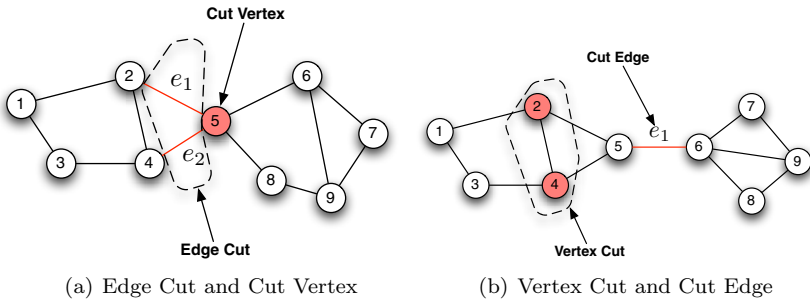 Cut Vertex
2
e1
6
1
5
7
3
4
e2
8
9
Edge Cut
(a) Edge Cut and Cut Vertex
Cut Edge
2
7
1
e1
5
6
9
3
4
8
Vertex Cut
(b) Vertex Cut and Cut Edge